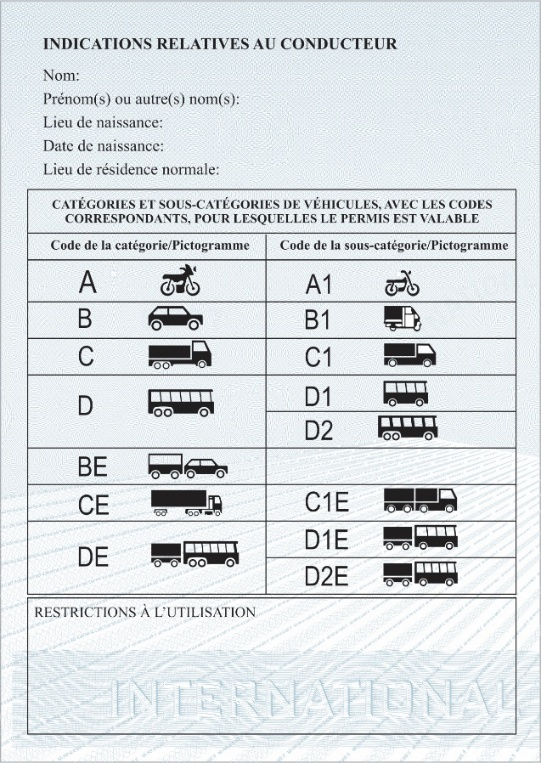 INDICATIONS RELATIVES AU CONDUCTEUR
Nom:
Prénom(s) ou autre(s) nom(s):
Lieu de naissance:
Date de naissance:
Lieu de résidence normale:
CATÉGORIES ET SOUS-CATÉGORIES DE VÉHICULES, AVEC LES CODES
CORRESPONDANTS, POUR LESQUELLES LE PERMIS EST VALABLE
Code de la catégorie/Pictogramme Code de la sous-catégorie/Pictogramme
A A1
B B1
C C1
D D1
D2
BE
CE C1E
DE D1E
D2E
RESTRICTIONS À L'UTILISATION
INTERNATIONAL